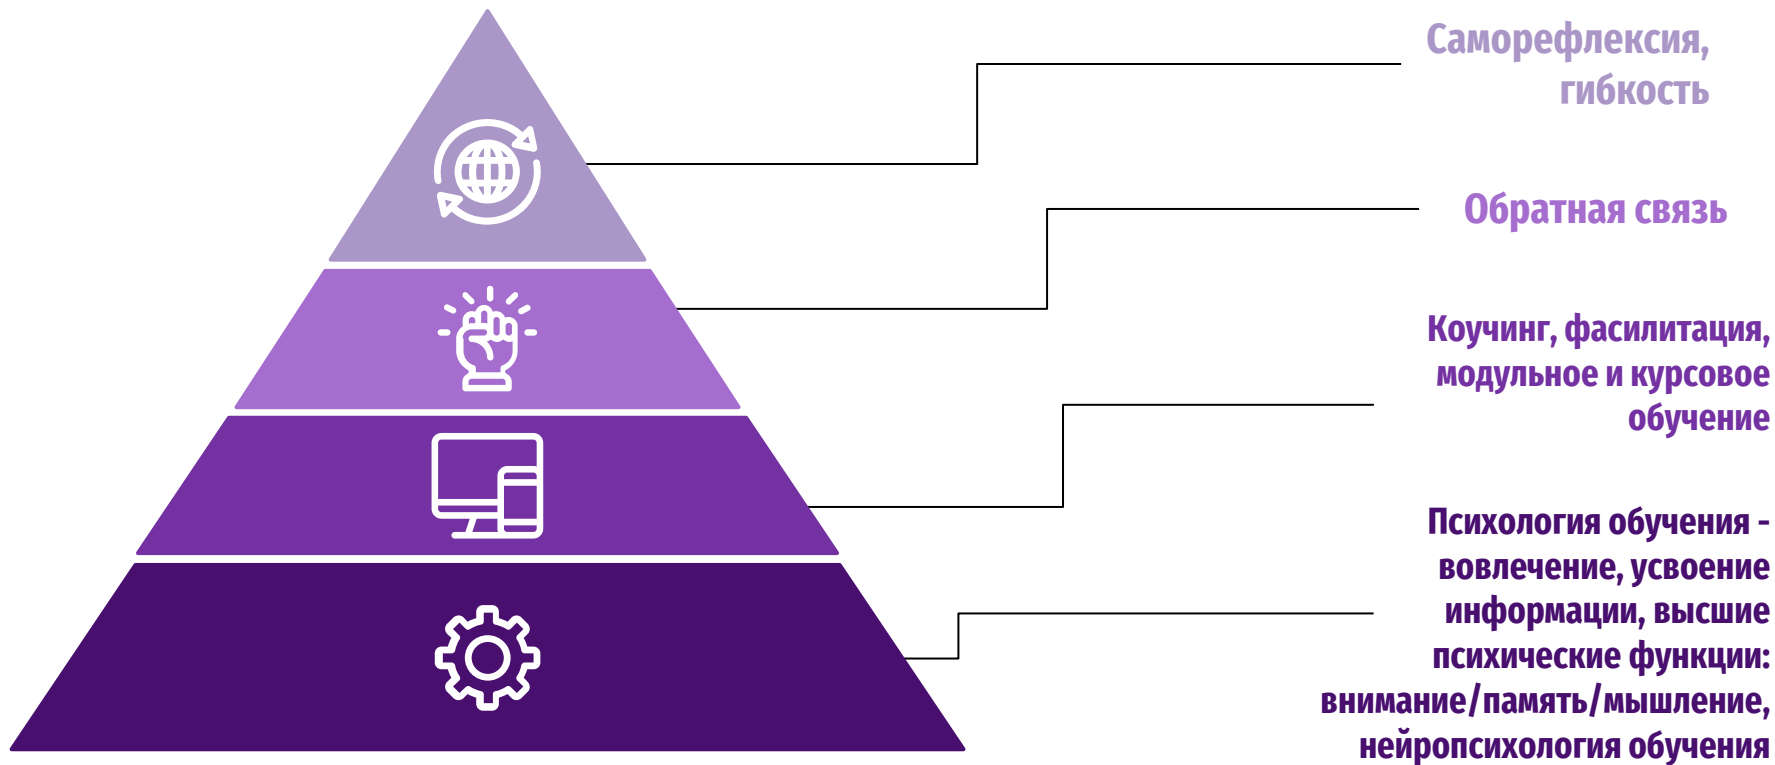 Саморефлексия,
гибкость
Обратная связь
Коучинг, фасилитация,
модульное и курсовое
обучение
Психология обучения -
вовлечение, усвоение
информации, высшие
психические функции:
внимание/память/мышление,
нейропсихология обучения